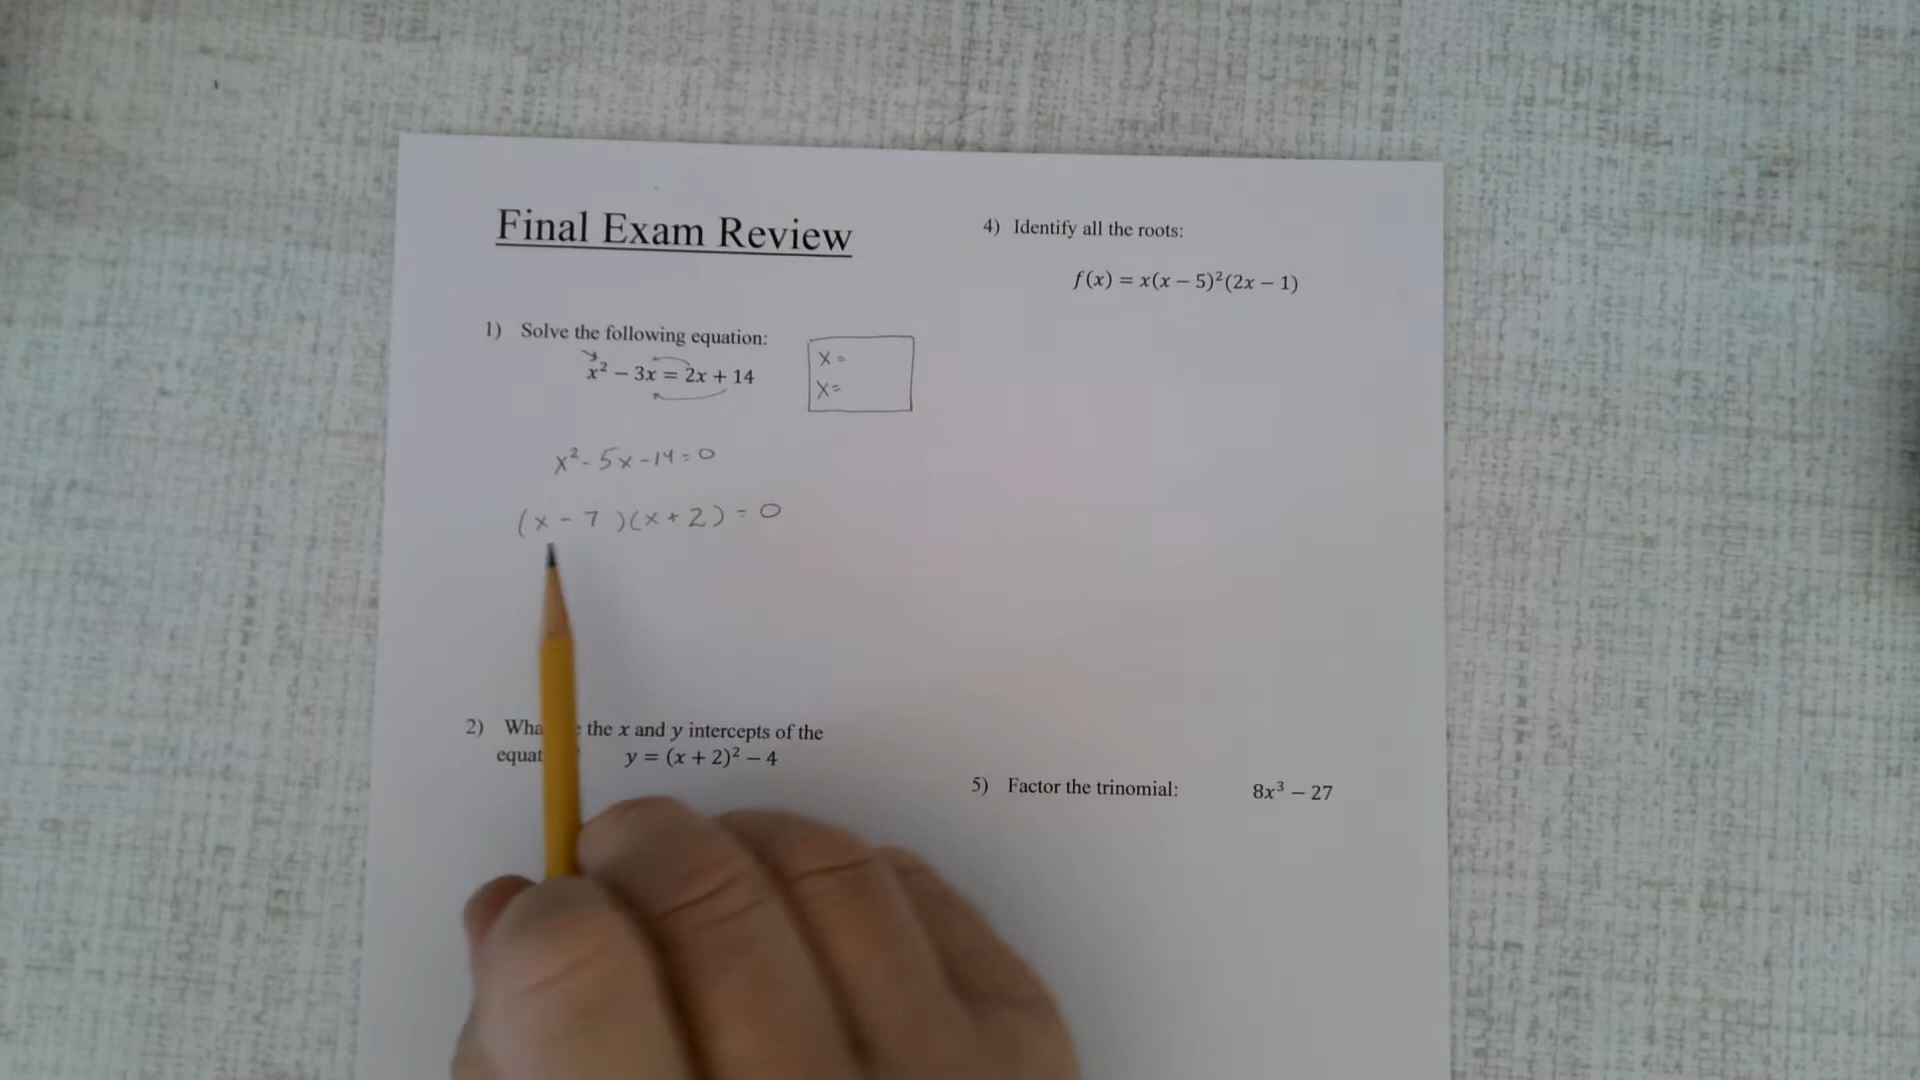 Final Exam Review
1) Solve the following equation:
x² − 3x = 2x + 14
x =
x =
x² - 5x - 14 = 0
(x - 7 )(x + 2) = 0
2) Wha the x and y intercepts of the
equat y = (x + 2)² − 4
4) Identify all the roots:
f(x) = x(x − 5)²(2x − 1)
5) Factor the trinomial: 8x³ − 27